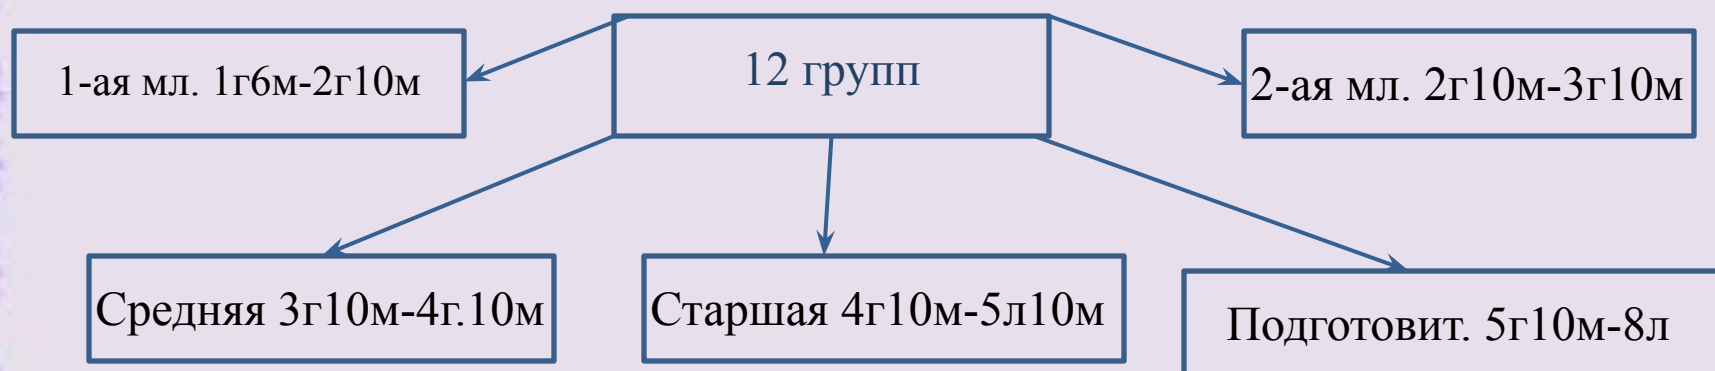 12 групп
1-ая мл. 1г6м-2г10м
2-ая мл. 2г10м-3г10м
Средняя 3г10м-4г.10м
Старшая 4г10м-5л10м
Подготовит. 5г10м-8л